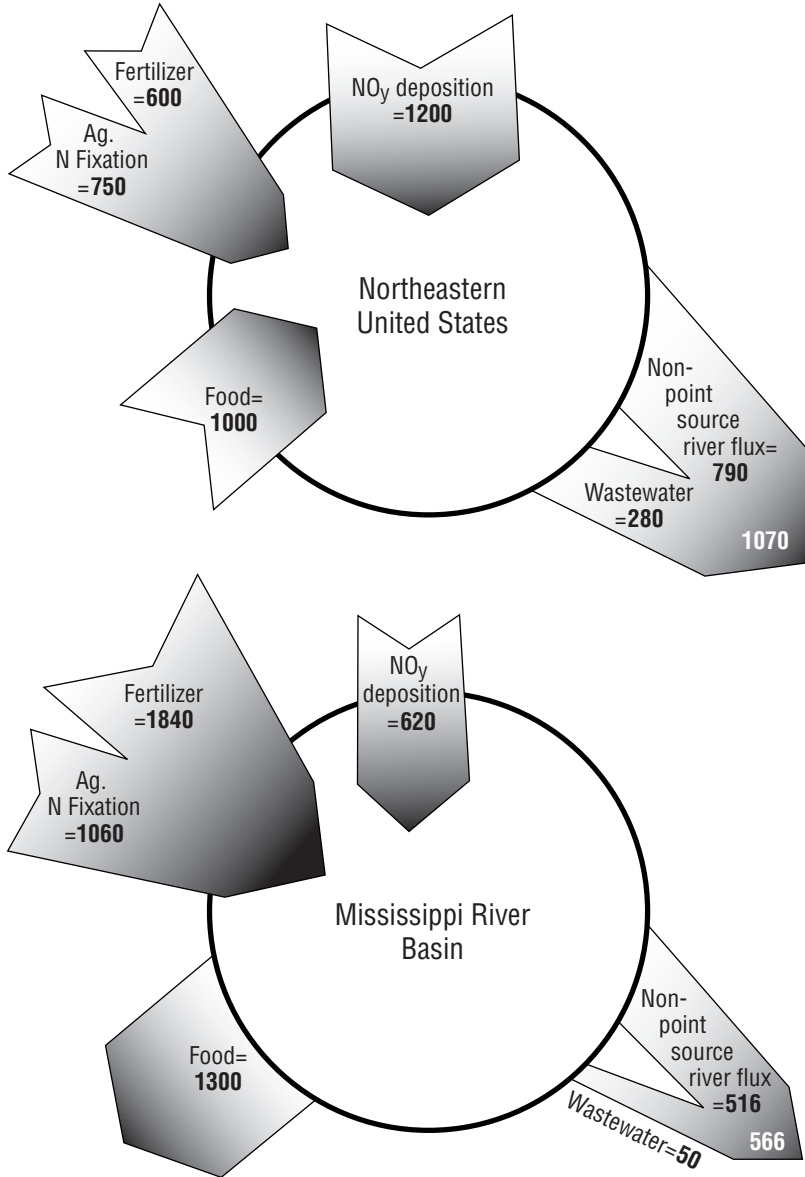 Fertilizer
=600
Ag.
N Fixation
=750
NOy deposition
=1200
Northeastern
United States
Food=
1000
Non-
point
source
river flux=
790
Wastewater
=280
1070
Fertilizer
=1840
Ag.
N Fixation
=1060
NOy
deposition
=620
Mississippi River
Basin
Food=
1300
Non-
point
source
river flux
=516
Wastewater=50
566